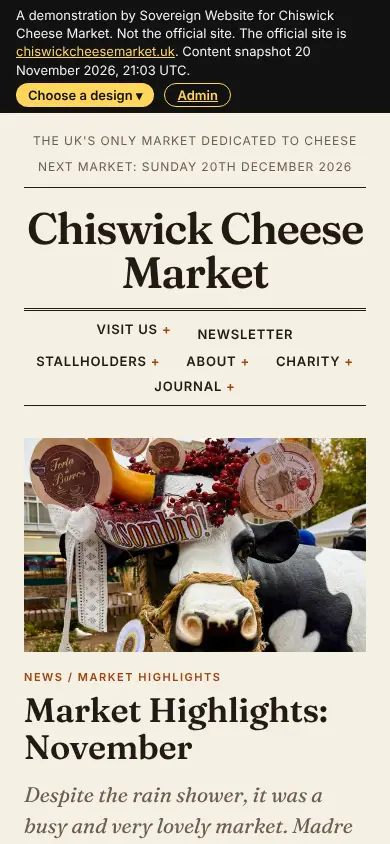 A demonstration by Sovereign Website for Chiswick
Cheese Market. Not the official site. The official site is
chiswickcheesemarket.uk. Content snapshot 20
November 2026, 21:03 UTC.
Choose a design ▾ Admin
THE UK'S ONLY MARKET DEDICATED TO CHEESE
NEXT MARKET: SUNDAY 20TH DECEMBER 2026
Chiswick Cheese
Market
VISIT US + NEWSLETTER
STALLHOLDERS + ABOUT + CHARITY +
JOURNAL +
Torta
Barros
asombro!
NEWS / MARKET HIGHLIGHTS
Market Highlights:
November
Despite the rain shower, it was a
busy and very lovely market. Madre